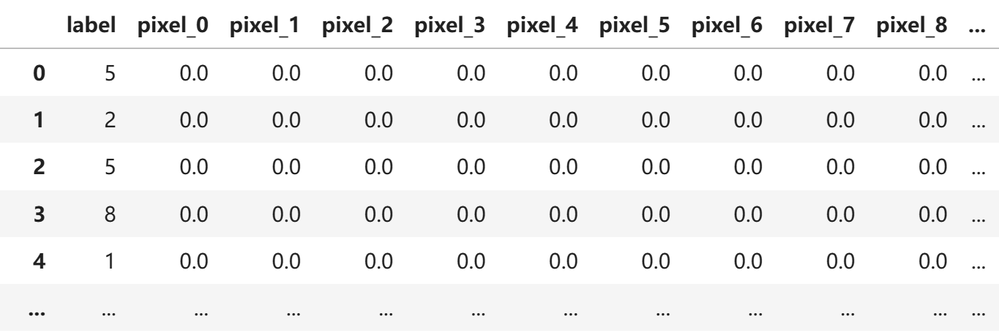 label pixel_0 pixel_1 pixel_2 pixel_3 pixel_4 pixel_5 pixel_6 pixel_7 pixel_8 ...
0 5 0.0 0.0 0.0 0.0 0.0 0.0 0.0 0.0 0.0 ...
1 2 0.0 0.0 0.0 0.0 0.0 0.0 0.0 0.0 0.0 ...
2 5 0.0 0.0 0.0 0.0 0.0 0.0 0.0 0.0 0.0 ...
3 8 0.0 0.0 0.0 0.0 0.0 0.0 0.0 0.0 0.0 ...
4 1 0.0 0.0 0.0 0.0 0.0 0.0 0.0 0.0 0.0 ...
... ... ... ... ... ... ... ... ... ... ... ...